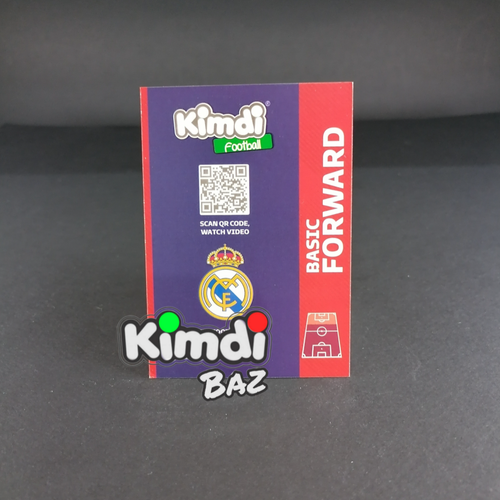 Kimdi®
Football
SCAN QR CODE,
WATCH VIDEO
BASIC
FORWARD
Kimdi
BAZ